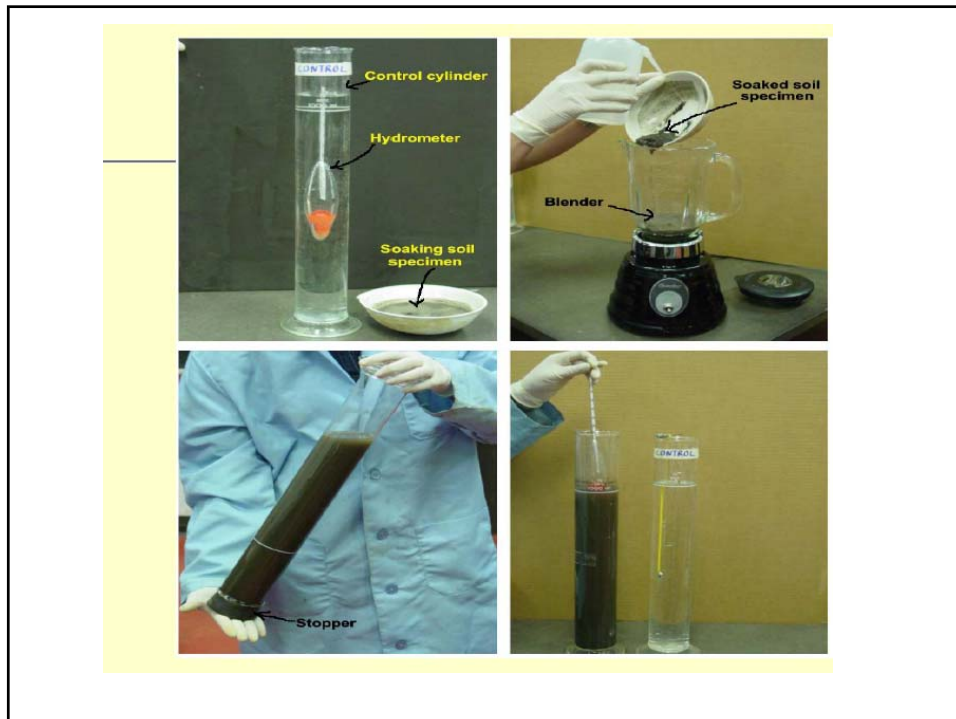 CONTROL
Control cylinder
Hydrometer
Soaking soil
specimen
Soaked soil
specimen
Blender
Stopper
CONTROL